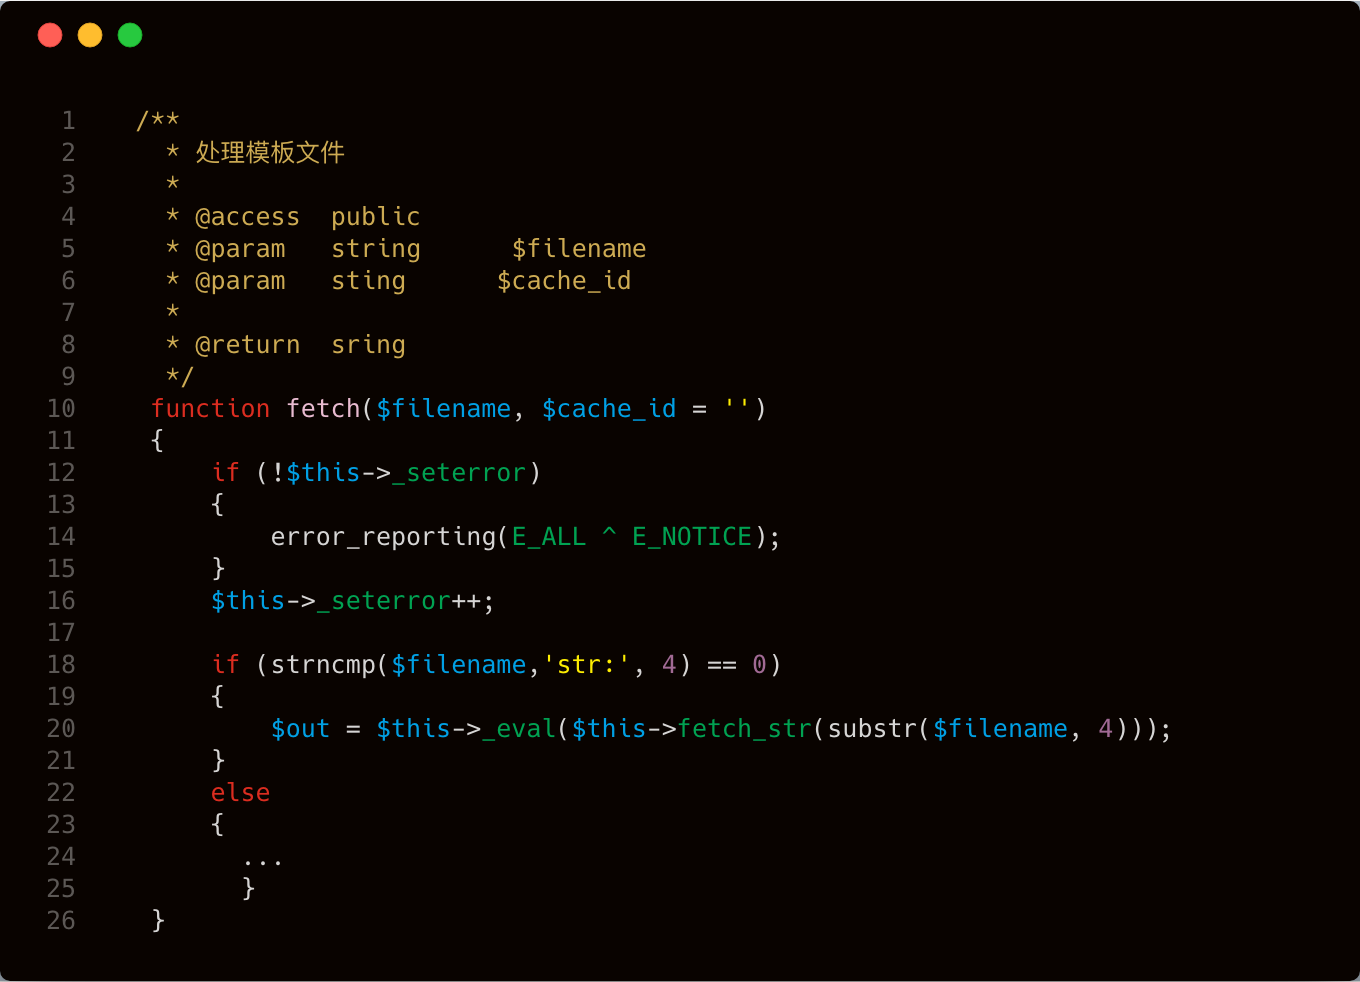 1    /**
2      * 处理模板文件
3      *
4      * @access  public
5      * @param   string      $filename
6      * @param   sting      $cache_id
7      *
8      * @return  sring
9      */
10     function fetch($filename, $cache_id = '')
11     {
12         if (!$this->_seterror)
13         {
14             error_reporting(E_ALL ^ E_NOTICE);
15         }
16         $this->_seterror++;
17
18         if (strncmp($filename,'str:', 4) == 0)
19         {
20             $out = $this->_eval($this->fetch_str(substr($filename, 4)));
21         }
22         else
23         {
24           ...
25           }
26     }